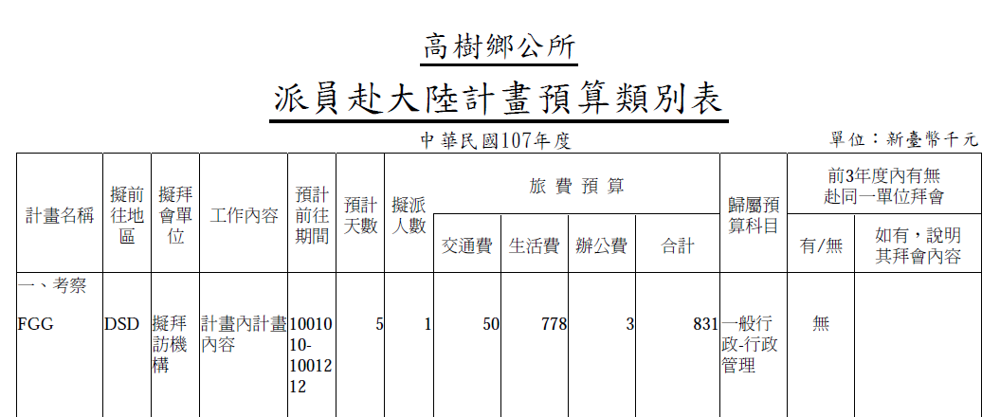 高樹鄉公所
派員赴大陸計畫預算類別表
中華民國107年度
單位：新臺幣千元
計畫名稱
擬前
往地
區
擬拜
會單
位
工作內容
預計
前往
期間
預計
天數
擬派
人數
旅 費 預 算
交通費
生活費
辦公費
合計
歸屬預
算科目
前3年度內有無
赴同一單位拜會
有/無
如有，說明
其拜會內容
一、考察
FGG
DSD
擬拜
訪機
構
計畫內計畫
內容
10010
10-
10012
12
5
1
50
778
3
831
一般行
政-行政
管理
無